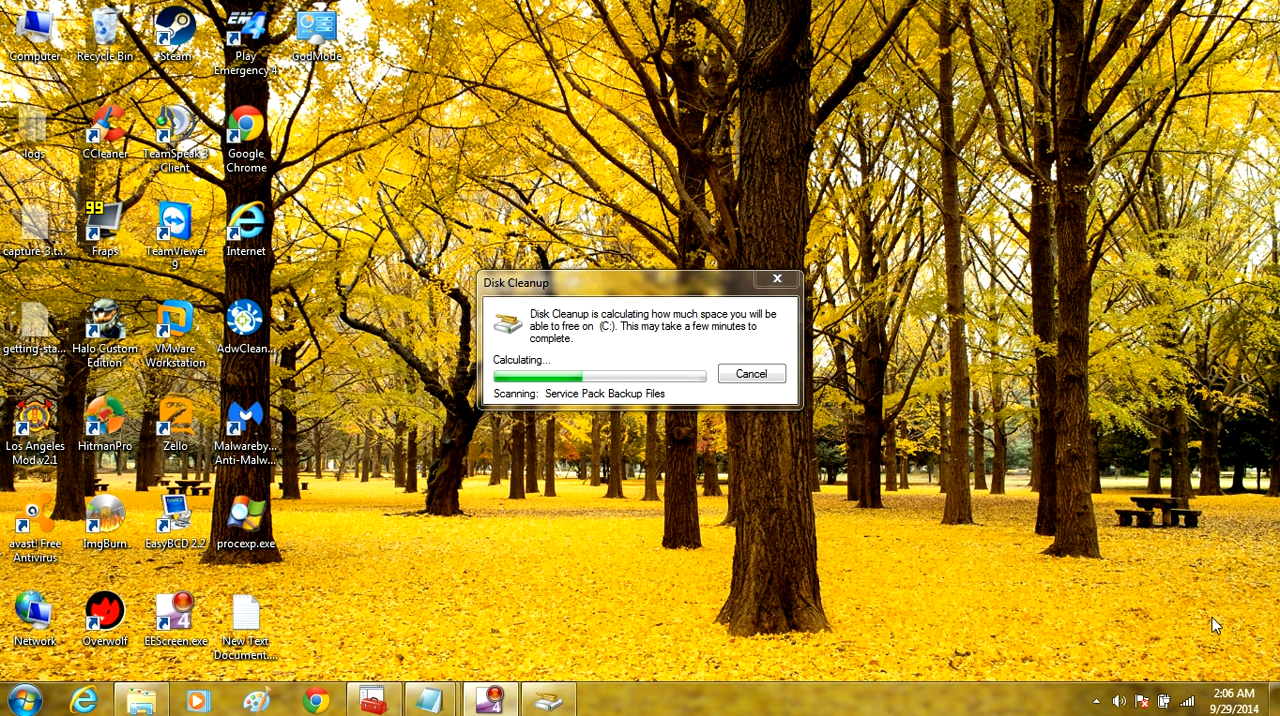 Computer
Recycle Bin
Steam
Play
Emergency 4
GodMode
logs
CCleaner
TeamSpeak 3
Client
Google
Chrome
capture-3.t...
99
Fraps
TeamViewer
9
Internet
getting-sta...
Halo Custom
Edition
VMware
Workstation
AdwClean...
Los Angeles
Mod v2.1
HitmanPro
Zello
Malwareby...
Anti-Malw...
avast! Free
Antivirus
ImgBurn
EasyBCD 2.2
procexp.exe
Network
Overwolf
EEScreen.exe
New Text
Document....
Disk Cleanup
Disk Cleanup is calculating how much space you will be
able to free on (C:). This may take a few minutes to
complete.
Calculating...
Cancel
Scanning: Service Pack Backup Files
2:06 AM
9/29/2014